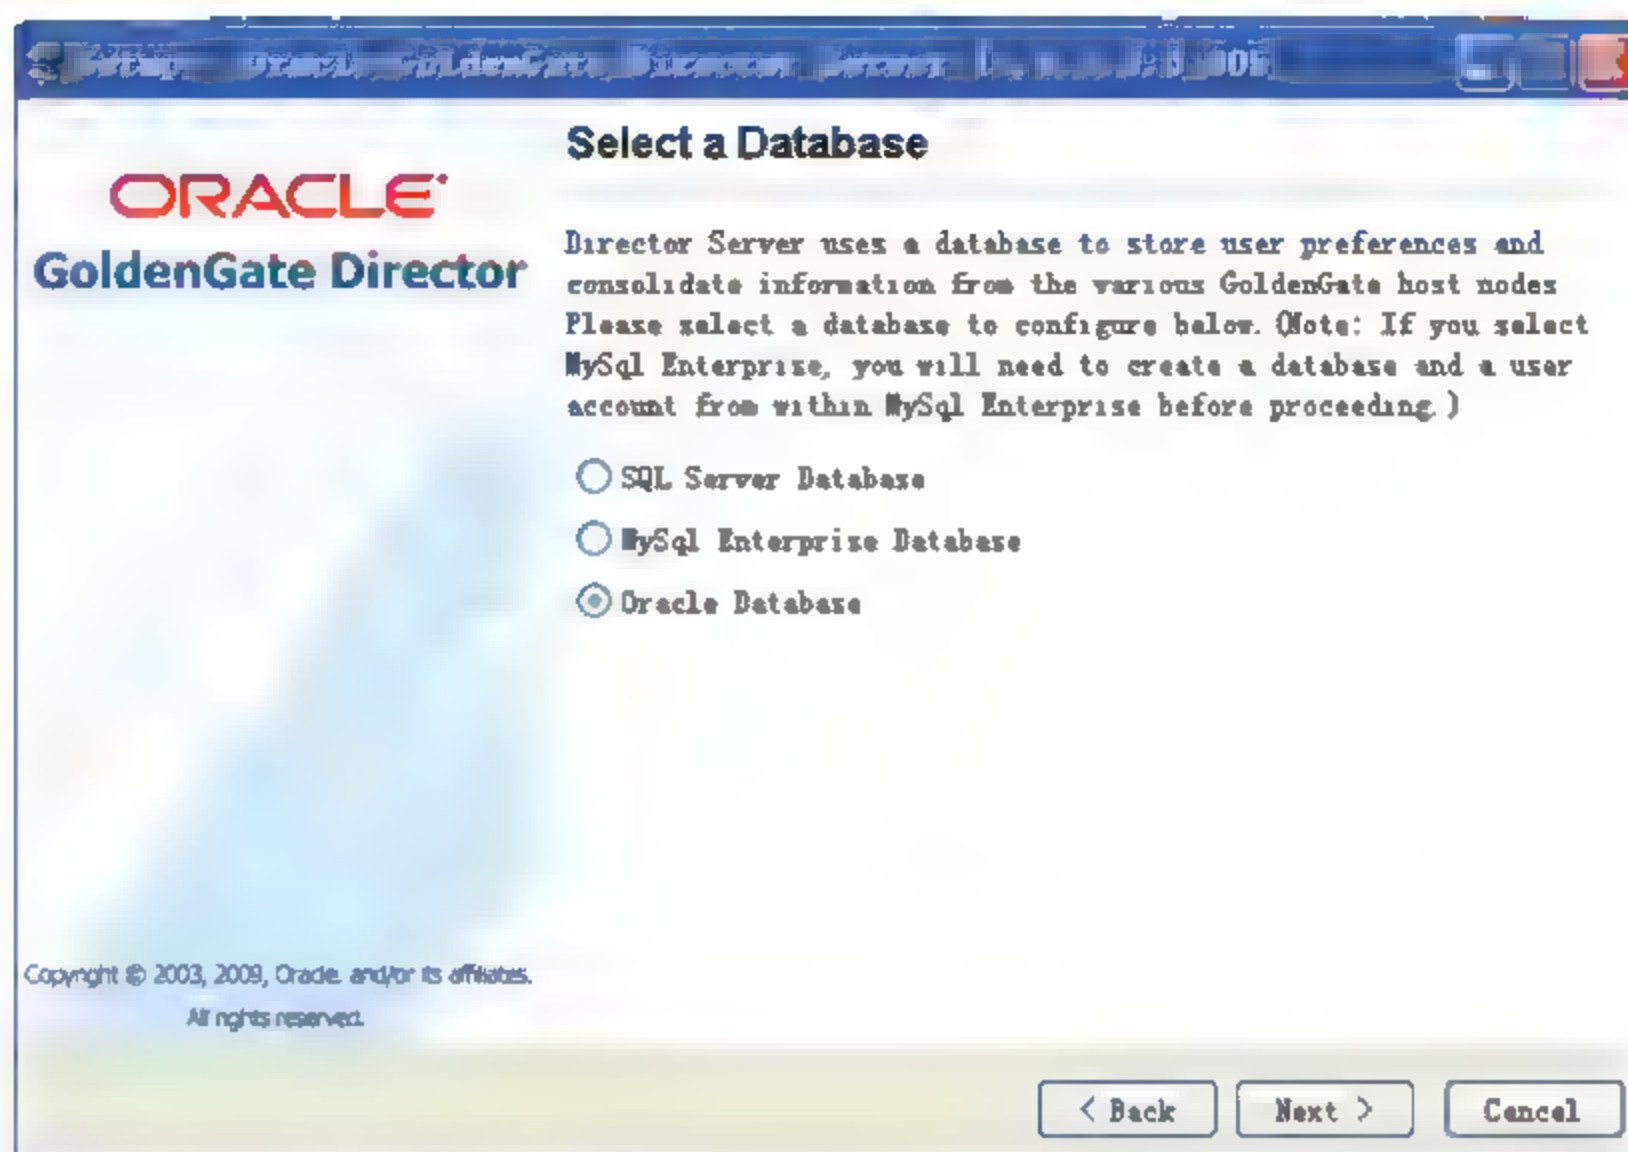 Select a Database
ORACLE
GoldenGate Director
Director Server uses a database to store user preferences and
consolidate information from the various GoldenGate host nodes
Please select a database to configure below. (Note: If you select
MySql Enterprise, you will need to create a database and a user
account from within MySql Enterprise before proceeding.)
SQL Server Database
MySql Enterprise Database
Oracle Database
Copyright © 2003, 2009, Oracle and/or its affiliates.
All rights reserved.
< Back
Next >
Cancel